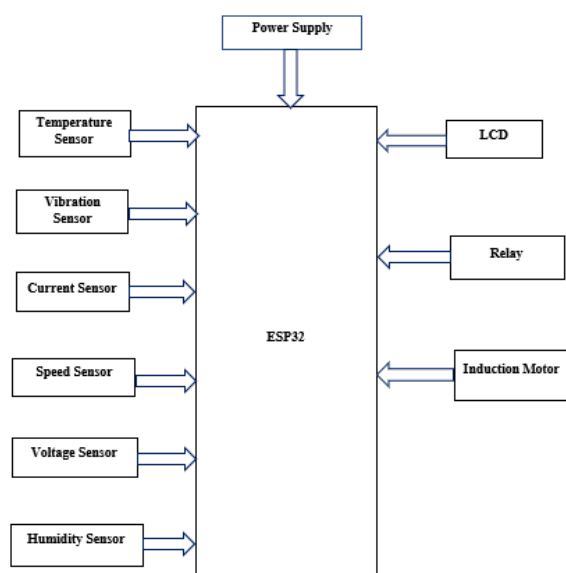 Power Supply
Temperature
Sensor
LCD
Vibration
Sensor
Relay
Current Sensor
ESP32
Speed Sensor
Induction Motor
Voltage Sensor
Humidity Sensor